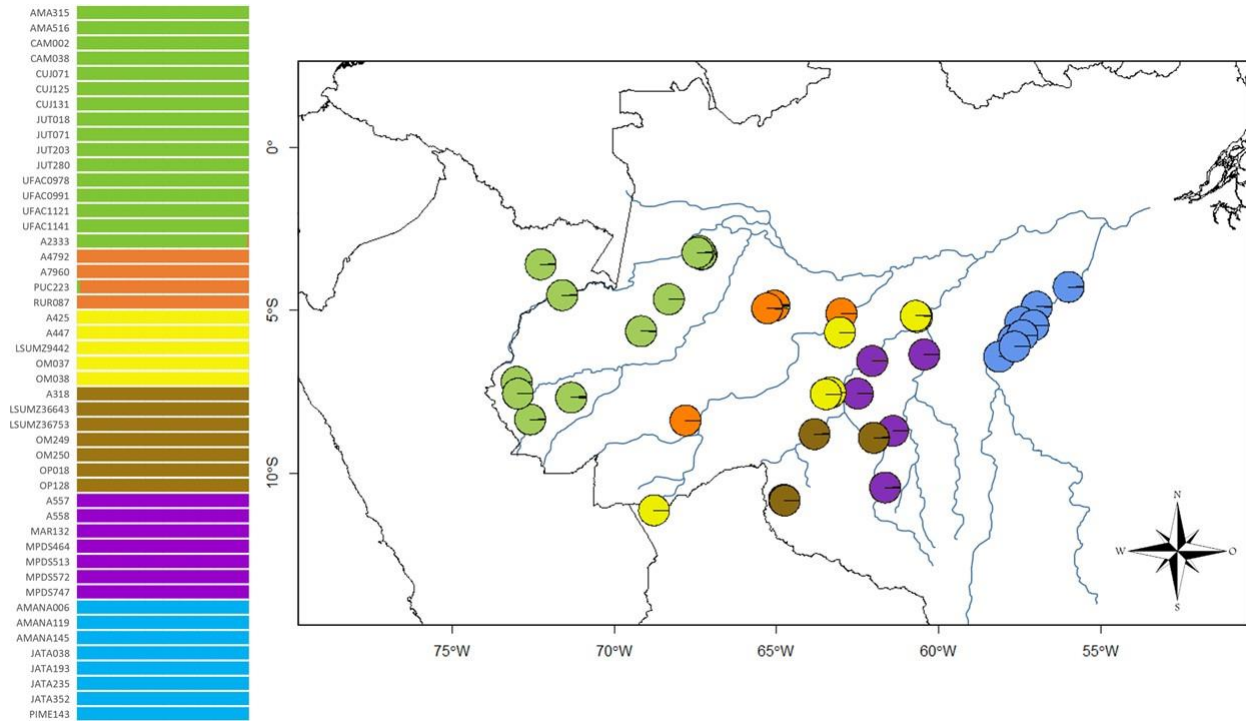 AMA315
AMA516
CAM002
CAM038
CUJ071
CUJ125
CUJ131
JUT018
JUT071
JUT203
JUT280
UFAC0978
UFAC0991
UFAC1121
UFAC1141
A2333
A4792
A7960
PUC223
RUR087
A425
A447
LSUMZ9442
OM037
OM038
A318
LSUMZ36643
LSUMZ36753
OM249
OM250
OP018
OP128
A557
A558
MAR132
MPDS464
MPDS513
MPDS572
MPDS747
AMANA006
AMANA119
AMANA145
JATA038
JATA193
JATA235
JATA352
PIME143
0°
5°S
10°S
75°W
70°W
65°W
60°W
55°W
N
W
O
S